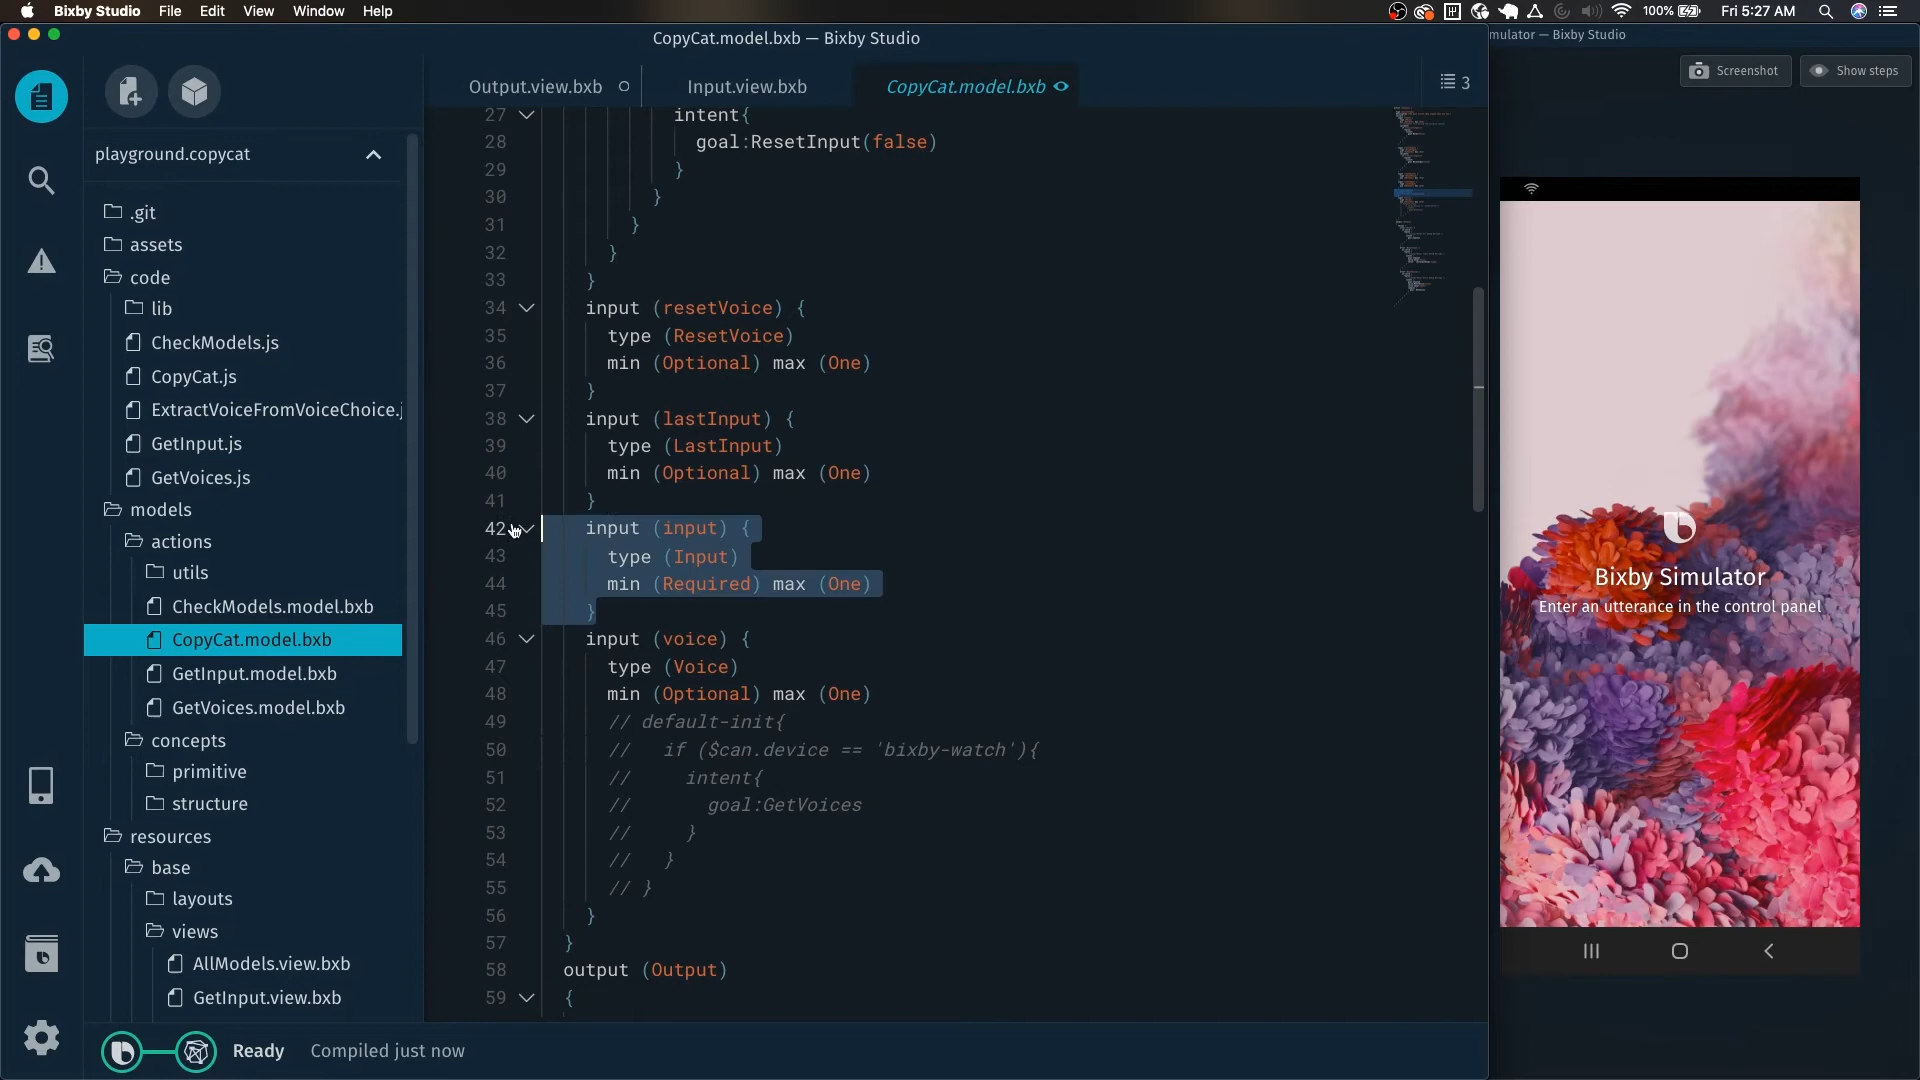 Bixby Studio File Edit View Window Help
100% Fri 5:27 AM
CopyCat.model.bxb — Bixby Studio
mulator — Bixby Studio
Screenshot
Show steps
Output.view.bxb
Input.view.bxb
CopyCat.model.bxb
3
playground.copycat
.git
assets
code
lib
CheckModels.js
CopyCat.js
ExtractVoiceFromVoiceChoice.j
GetInput.js
GetVoices.js
models
actions
utils
CheckModels.model.bxb
CopyCat.model.bxb
GetInput.model.bxb
GetVoices.model.bxb
concepts
primitive
structure
resources
base
layouts
views
AllModels.view.bxb
GetInput.view.bxb
27 intent{
28 goal:ResetInput(false)
29 }
30 }
31 }
32 }
33 }
34 input (resetVoice) {
35 type (ResetVoice)
36 min (Optional) max (One)
37 }
38 input (lastInput) {
39 type (LastInput)
40 min (Optional) max (One)
41 }
42 input (input) {
43 type (Input)
44 min (Required) max (One)
45 }
46 input (voice) {
47 type (Voice)
48 min (Optional) max (One)
49 // default-init{
50 // if ($can.device == 'bixby-watch'){
51 // intent{
52 // goal:GetVoices
53 // }
54 // }
55 // }
56 }
57 }
58 output (Output)
59 {
Bixby Simulator
Enter an utterance in the control panel
Ready Compiled just now